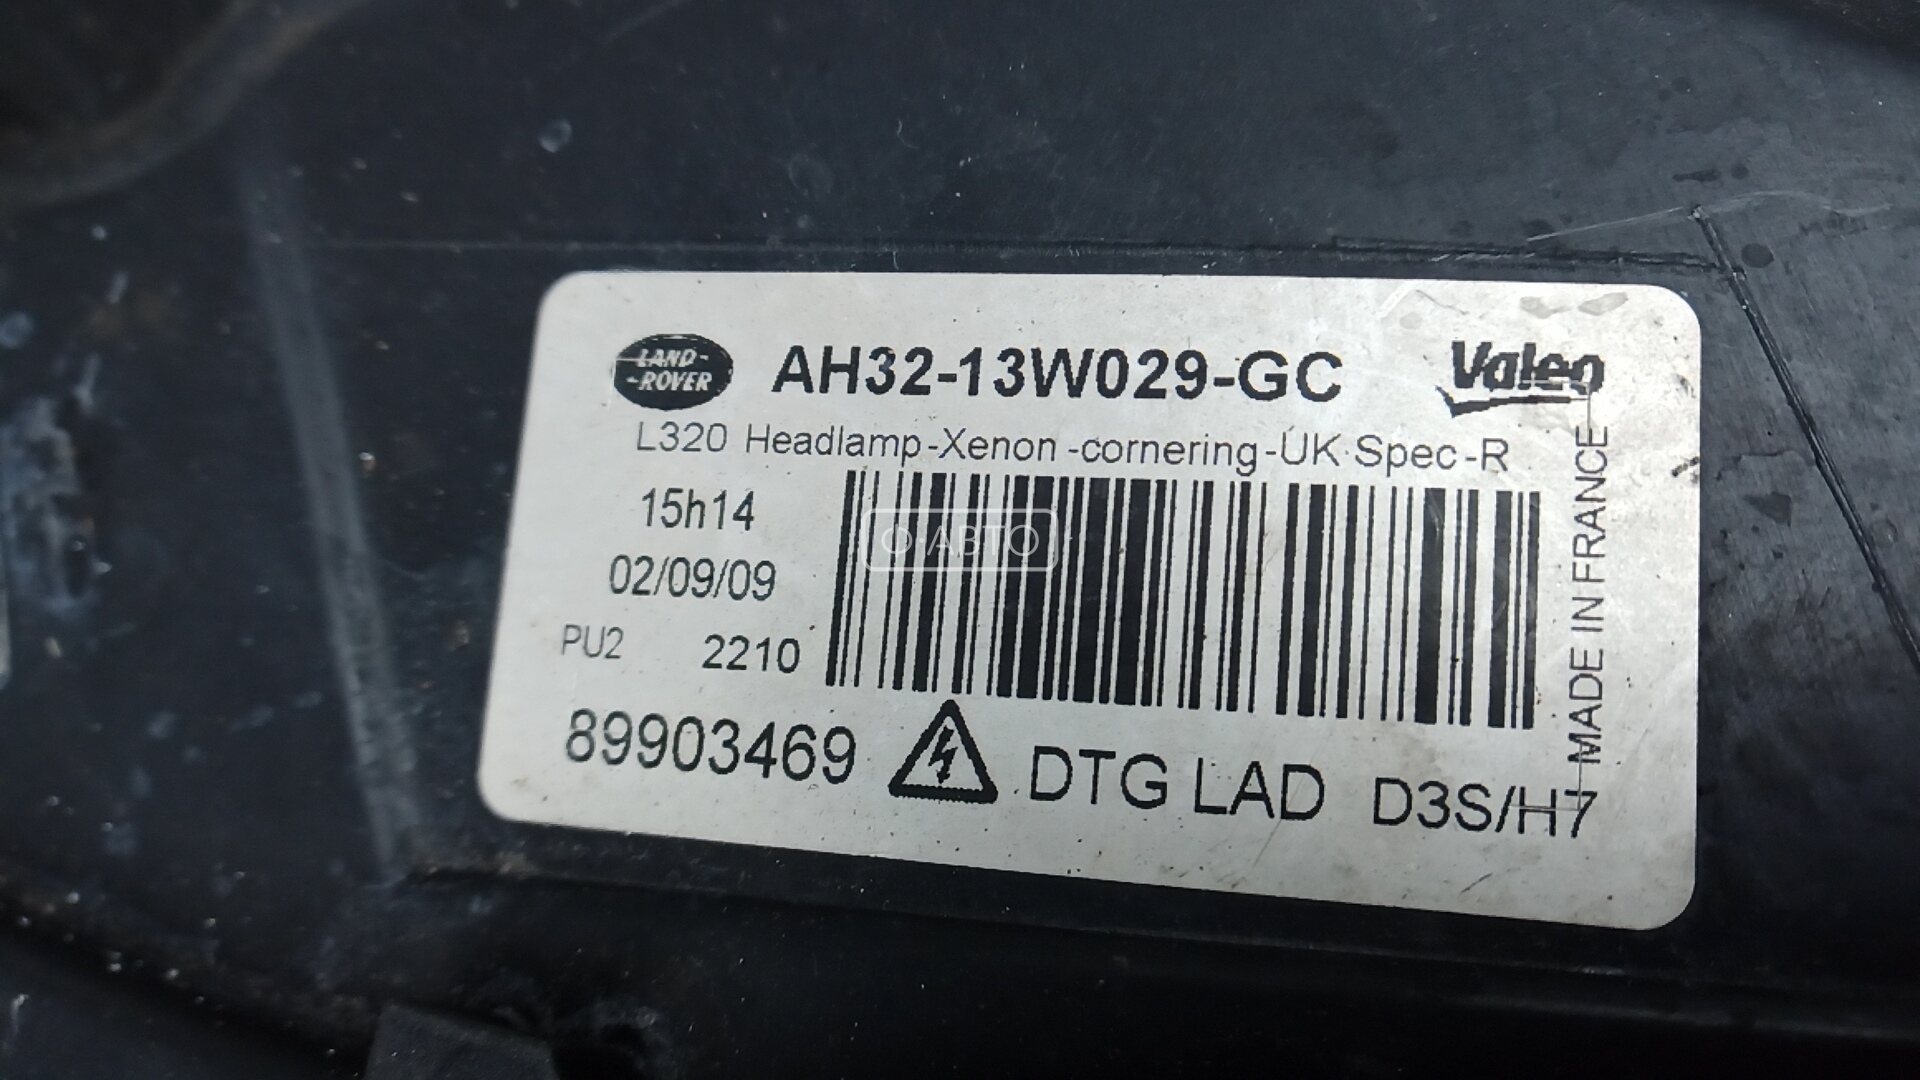 LAND-
-ROVER
AH32-13W029-GC
Valeo
L320 Headlamp-Xenon -cornering-UK Spec-R
15h14
02/09/09
PU2 2210
Ф-АВТО
MADE IN FRANCE
89903469 DTG LAD D3S/H7